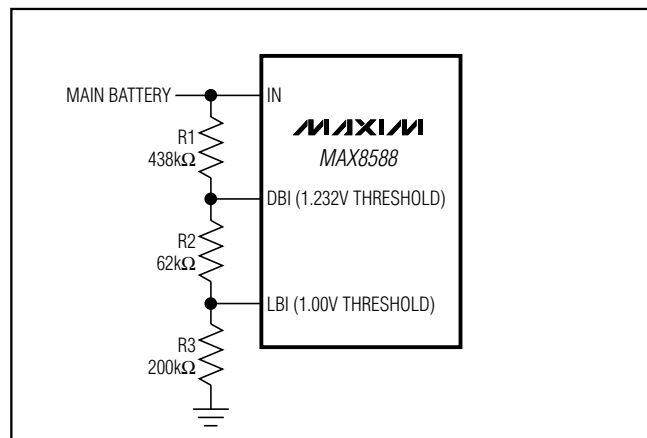 MAIN BATTERY
IN
MAXIM
MAX8588
R1
438kΩ
DBI (1.232V THRESHOLD)
R2
62kΩ
LBI (1.00V THRESHOLD)
R3
200kΩ